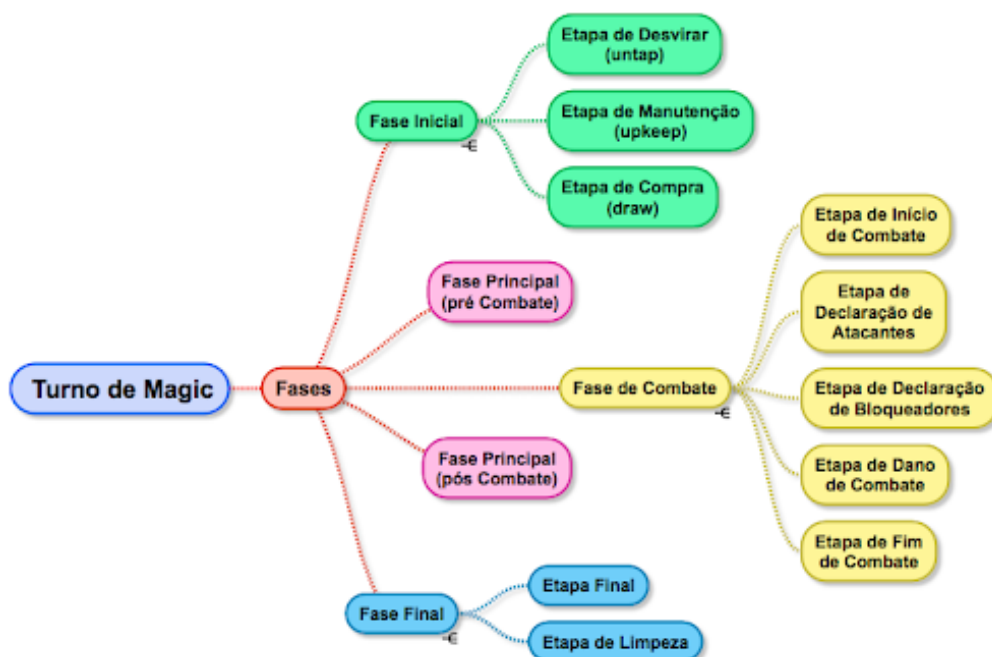 Turno de Magic
Fases
Fase Inicial
Etapa de Desvirar
(untap)
Etapa de Manutenção
(upkeep)
Etapa de Compra
(draw)
Fase Principal
(pré Combate)
Fase de Combate
Etapa de Início
de Combate
Etapa de
Declaração de
Atacantes
Etapa de Declaração
de Bloqueadores
Etapa de Dano
de Combate
Etapa de Fim
de Combate
Fase Principal
(pós Combate)
Fase Final
Etapa Final
Etapa de Limpeza